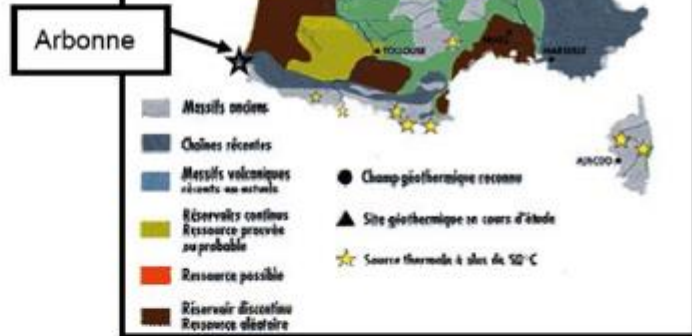 Arbonne
TOULOUSE
MARSEILLE
AJACCIO
Massifs anciens
Chaînes récentes
Massifs volcaniques
récents ou actuels
Réservoirs continus
Ressource prouvée
ou probable
Ressource possible
Réservoir discontinu
Ressource aléatoire
Champ géothermique reconnu
Site géothermique en cours d'étude
Source thermale à plus de 50°C